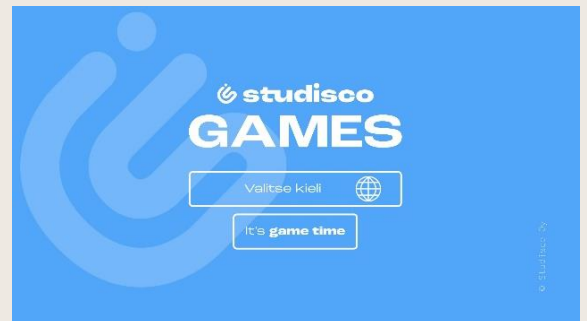 studisco
GAMES
Valitse kieli
It's game time
© Studisco Oy